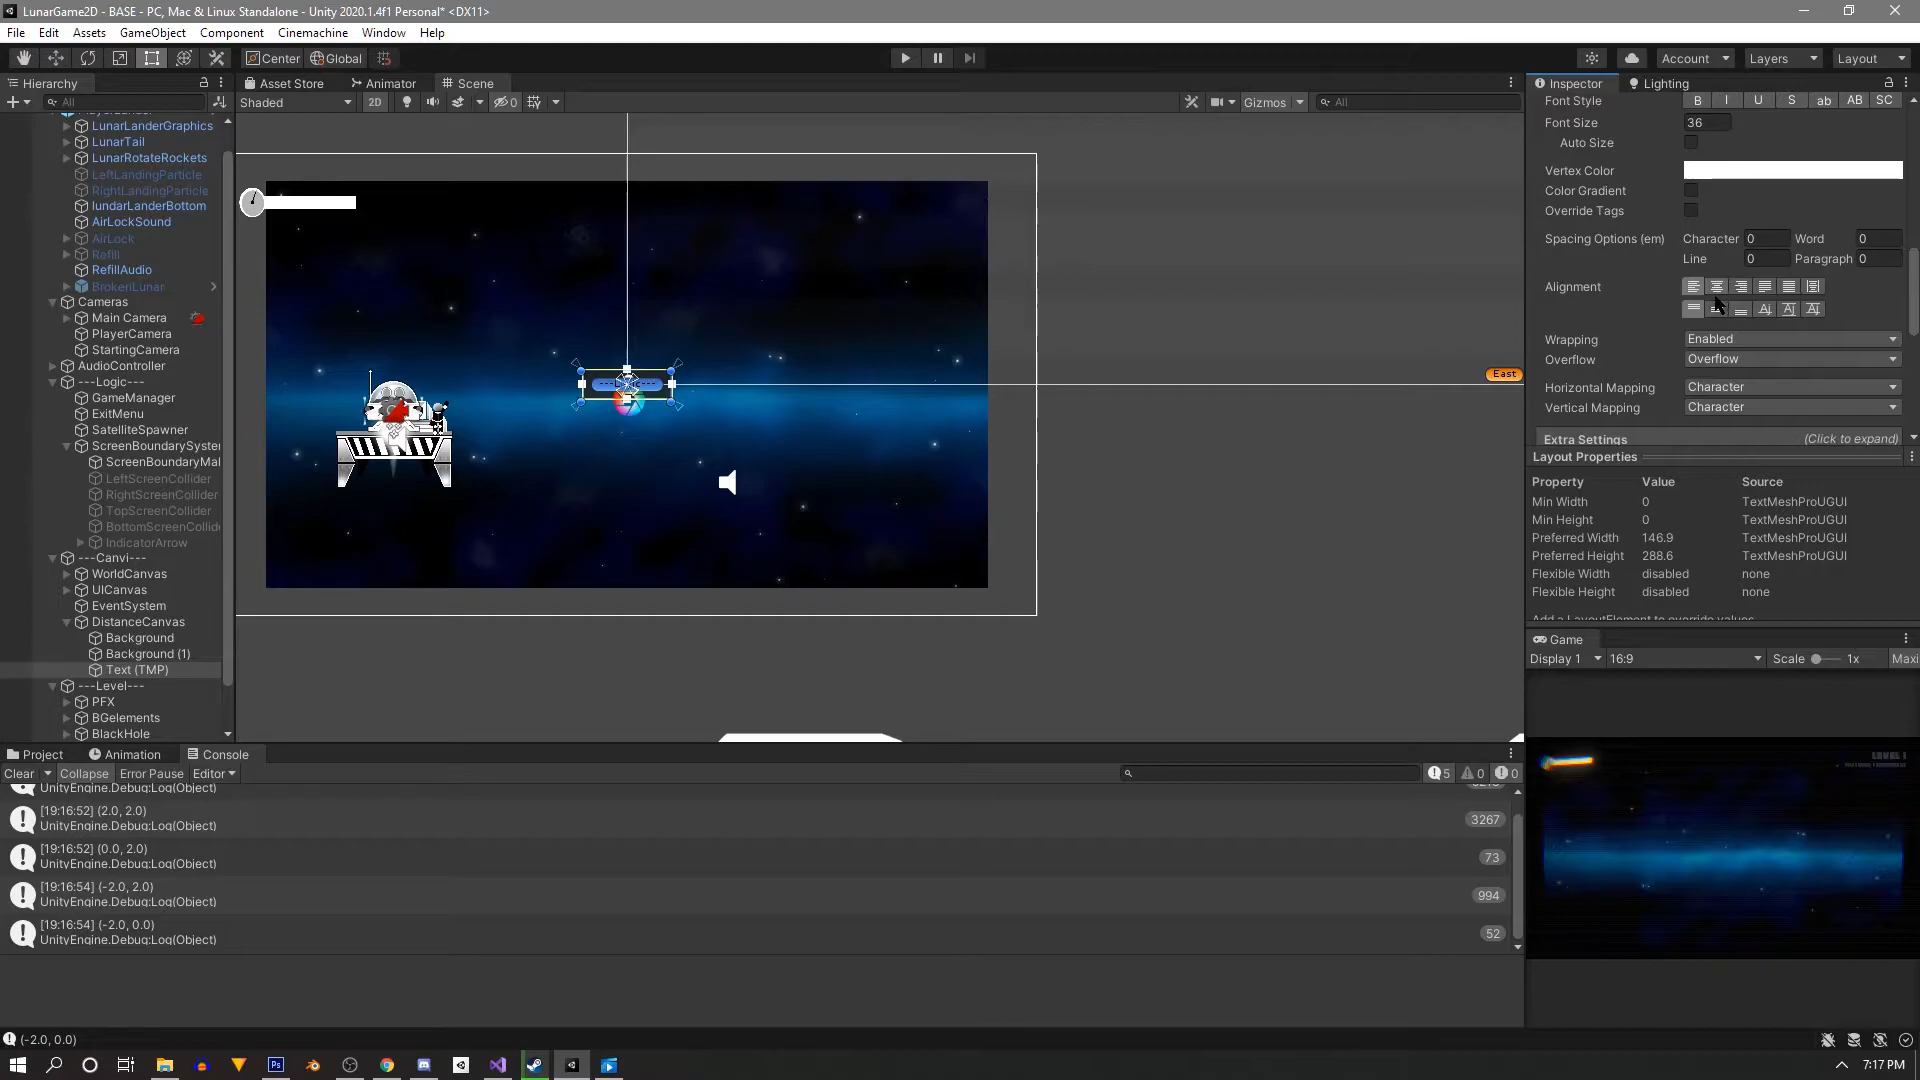 LunarGame2D - BASE - PC, Mac & Linux Standalone - Unity 2020.1.4f1 Personal* <DX11>
File Edit Assets GameObject Component Cinemachine Window Help
Center Global Account Layers Layout
Hierarchy
All
LunarLanderGraphics
LunarTail
LunarRotateRockets
LeftLandingParticle
RightLandingParticle
lundarLanderBottom
AirLockSound
AirLock
Refill
RefillAudio
BrokenLunar
Cameras
Main Camera
PlayerCamera
StartingCamera
AudioController
---Logic---
GameManager
ExitMenu
SatelliteSpawner
ScreenBoundarySyster
ScreenBoundaryMal
LeftScreenCollider
RightScreenCollider
TopScreenCollider
BottomScreenCollide
IndicatorArrow
---Canvi---
WorldCanvas
UICanvas
EventSystem
DistanceCanvas
Background
Background (1)
Text (TMP)
---Level---
PFX
BGelements
BlackHole
Asset Store Animator Scene
Shaded 2D 0 Gizmos All
East
Inspector Lighting
Font Style B I U S ab AB SC
Font Size 36
Auto Size
Vertex Color
Color Gradient
Override Tags
Spacing Options (em) Character 0 Word 0
Line 0 Paragraph 0
Alignment
Wrapping Enabled
Overflow Overflow
Horizontal Mapping Character
Vertical Mapping Character
Extra Settings (Click to expand)
Layout Properties
Property Value Source
Min Width 0 TextMeshProUGUI
Min Height 0 TextMeshProUGUI
Preferred Width 146.9 TextMeshProUGUI
Preferred Height 288.6 TextMeshProUGUI
Flexible Width disabled none
Flexible Height disabled none
Add a LayoutElement to override values
Game
Display 1 16:9 Scale 1x Maxi
LEVEL 1
Project Animation Console
Clear Collapse Error Pause Editor 5 0 0
UnityEngine.Debug:Log(Object)
[19:16:52] (2.0, 2.0)
UnityEngine.Debug:Log(Object)
3267
[19:16:52] (0.0, 2.0)
UnityEngine.Debug:Log(Object)
73
[19:16:54] (-2.0, 2.0)
UnityEngine.Debug:Log(Object)
994
[19:16:54] (-2.0, 0.0)
UnityEngine.Debug:Log(Object)
52
(-2.0, 0.0)
7:17 PM